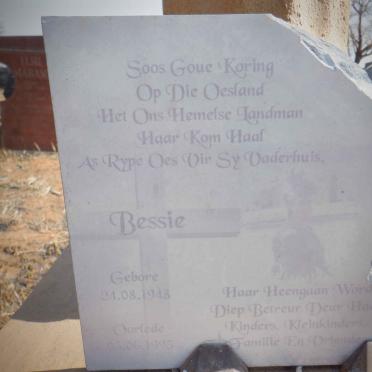 Soos Goue Koring
Op Die Oesland
Het Ons Hemelse Landman
Haar Kom Haal
As Rype Oes Vir Sy Vaderhuis.
Bessie
Gebore
24.08.1948
Oorlede
Haar Heengaan Word
Diep Betreur Deur Haar
Kinders, Kleinkinders
Familie En Vriende